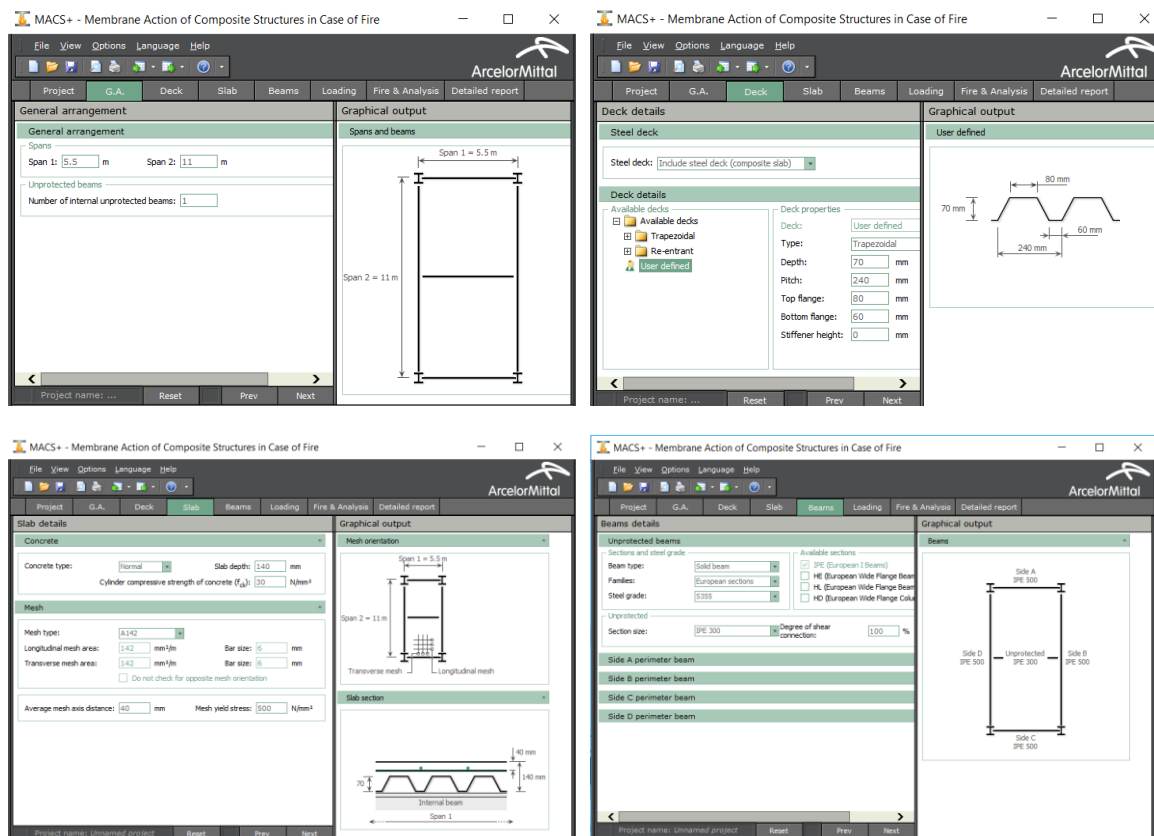 MACS+ - Membrane Action of Composite Structures in Case of Fire
File View Options Language Help
ArcelorMittal
Project G.A. Deck Slab Beams Loading Fire & Analysis Detailed report
General arrangement
Graphical output
General arrangement
Spans and beams
Spans
Span 1: 5.5 m Span 2: 11 m
Unprotected beams
Number of internal unprotected beams: 1
Span 1 = 5.5 m
Span 2 = 11 m
Project name: ... Reset Prev Next
MACS+ - Membrane Action of Composite Structures in Case of Fire
File View Options Language Help
ArcelorMittal
Project G.A. Deck Slab Beams Loading Fire & Analysis Detailed report
Deck details
Graphical output
Steel deck
User defined
Steel deck: Include steel deck (composite slab)
Deck details
Available decks
Available decks
Trapezoidal
Re-entrant
User defined
Deck properties
Deck: User defined
Type: Trapezoidal
Depth: 70 mm
Pitch: 240 mm
Top flange: 80 mm
Bottom flange: 60 mm
Stiffener height: 0 mm
80 mm
70 mm
60 mm
240 mm
Project name: ... Reset Prev Next
MACS+ - Membrane Action of Composite Structures in Case of Fire
File View Options Language Help
ArcelorMittal
Project G.A. Deck Slab Beams Loading Fire & Analysis Detailed report
Slab details
Graphical output
Concrete
Mesh orientation
Concrete type: Normal Slab depth: 140 mm
Cylinder compressive strength of concrete (fck): 30 N/mm²
Mesh
Mesh type: A142
Longitudinal mesh area: 142 mm²/m Bar size: 6 mm
Transverse mesh area: 142 mm²/m Bar size: 6 mm
Do not check for opposite mesh orientation
Average mesh axis distance: 40 mm Mesh yield stress: 500 N/mm²
Span 1 = 5.5 m
Span 2 = 11 m
Transverse mesh Longitudinal mesh
Slab section
40 mm
70
140 mm
Internal beam
Span 1
Project name: Unnamed project Reset Prev Next
MACS+ - Membrane Action of Composite Structures in Case of Fire
File View Options Language Help
ArcelorMittal
Project G.A. Deck Slab Beams Loading Fire & Analysis Detailed report
Beams details
Graphical output
Unprotected beams
Beams
Sections and steel grade
Beam type: Solid beam
Families: European sections
Steel grade: S355
Available sections
IPE (European I Beams)
HE (European Wide Flange Beam
HL (European Wide Flange Beam
HD (European Wide Flange Colu
Unprotected
Section size: IPE 300 Degree of shear connection: 100 %
Side A perimeter beam
Side B perimeter beam
Side C perimeter beam
Side D perimeter beam
Side A
IPE 500
Side D
IPE 500
Unprotected
IPE 300
Side B
IPE 500
Side C
IPE 500
Project name: Unnamed project Reset Prev Next